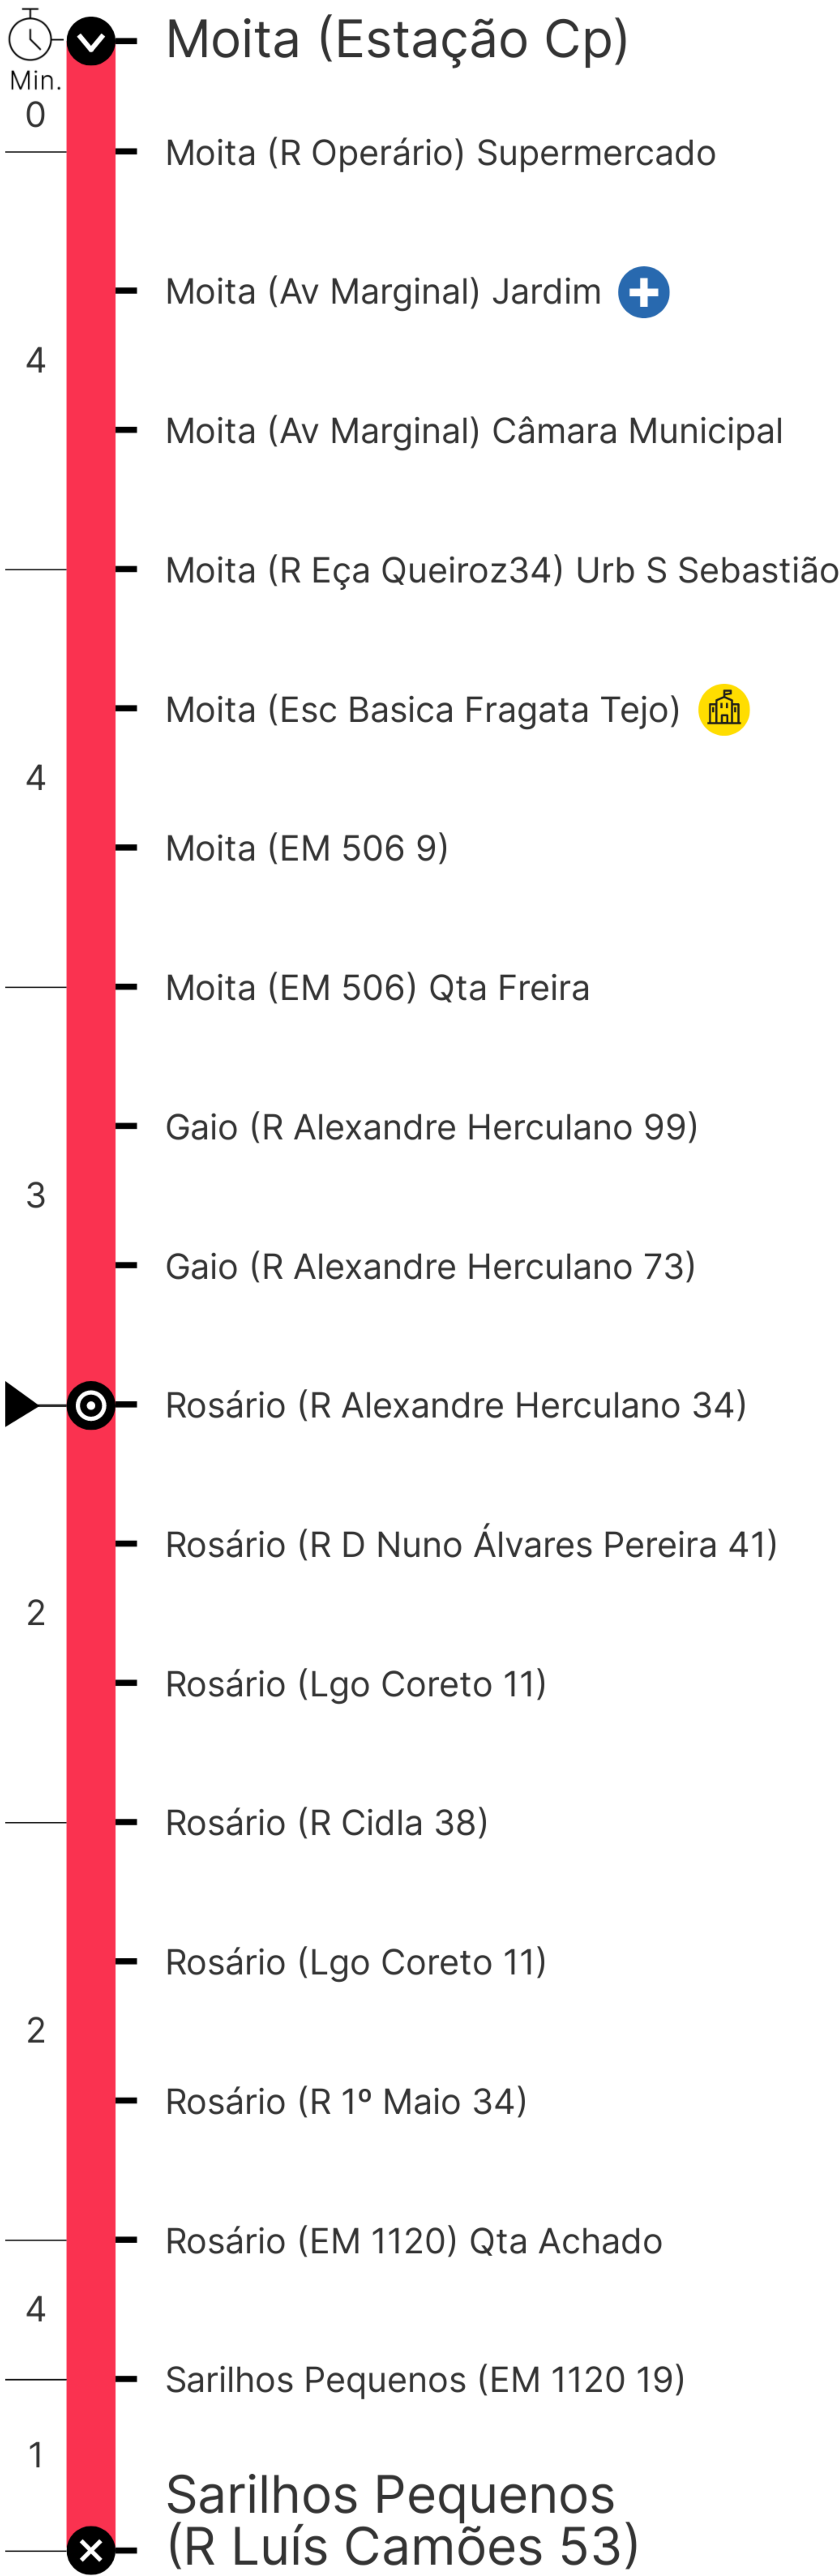 Moita (Estação Cp)
Min.
0
Moita (R Operário) Supermercado
Moita (Av Marginal) Jardim
4
Moita (Av Marginal) Câmara Municipal
Moita (R Eça Queiroz34) Urb S Sebastião
Moita (Esc Basica Fragata Tejo)
4
Moita (EM 506 9)
Moita (EM 506) Qta Freira
Gaio (R Alexandre Herculano 99)
3
Gaio (R Alexandre Herculano 73)
Rosário (R Alexandre Herculano 34)
Rosário (R D Nuno Álvares Pereira 41)
2
Rosário (Lgo Coreto 11)
Rosário (R Cidla 38)
Rosário (Lgo Coreto 11)
2
Rosário (R 1º Maio 34)
Rosário (EM 1120) Qta Achado
4
Sarilhos Pequenos (EM 1120 19)
1
Sarilhos Pequenos
(R Luís Camões 53)